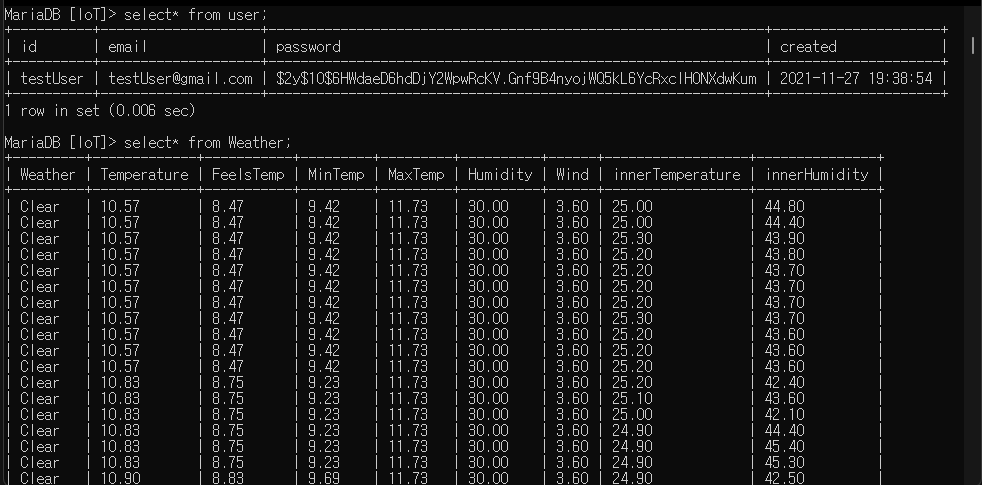 MariaDB [IoT]> select* from user;
| id | email | password | created |
| testUser | testUser@gmail.com | $2y$10$6HWdaeD6hdDjY2WpwRcKV.Gnf9B4nyojWQ5kL6YcRxclHONXdwKum | 2021-11-27 19:38:54 |
1 row in set (0.006 sec)
MariaDB [IoT]> select* from Weather;
| Weather | Temperature | FeelsTemp | MinTemp | MaxTemp | Humidity | Wind | innerTemperature | innerHumidity |
| Clear | 10.57 | 8.47 | 9.42 | 11.73 | 30.00 | 3.60 | 25.00 | 44.80 |
| Clear | 10.57 | 8.47 | 9.42 | 11.73 | 30.00 | 3.60 | 25.00 | 44.40 |
| Clear | 10.57 | 8.47 | 9.42 | 11.73 | 30.00 | 3.60 | 25.30 | 43.90 |
| Clear | 10.57 | 8.47 | 9.42 | 11.73 | 30.00 | 3.60 | 25.20 | 43.80 |
| Clear | 10.57 | 8.47 | 9.42 | 11.73 | 30.00 | 3.60 | 25.20 | 43.70 |
| Clear | 10.57 | 8.47 | 9.42 | 11.73 | 30.00 | 3.60 | 25.20 | 43.70 |
| Clear | 10.57 | 8.47 | 9.42 | 11.73 | 30.00 | 3.60 | 25.20 | 43.70 |
| Clear | 10.57 | 8.47 | 9.42 | 11.73 | 30.00 | 3.60 | 25.30 | 43.70 |
| Clear | 10.57 | 8.47 | 9.42 | 11.73 | 30.00 | 3.60 | 25.20 | 43.60 |
| Clear | 10.57 | 8.47 | 9.42 | 11.73 | 30.00 | 3.60 | 25.20 | 43.60 |
| Clear | 10.57 | 8.47 | 9.42 | 11.73 | 30.00 | 3.60 | 25.20 | 43.60 |
| Clear | 10.83 | 8.75 | 9.23 | 11.73 | 30.00 | 3.60 | 25.20 | 42.40 |
| Clear | 10.83 | 8.75 | 9.23 | 11.73 | 30.00 | 3.60 | 25.10 | 43.60 |
| Clear | 10.83 | 8.75 | 9.23 | 11.73 | 30.00 | 3.60 | 25.00 | 42.10 |
| Clear | 10.83 | 8.75 | 9.23 | 11.73 | 30.00 | 3.60 | 24.90 | 44.40 |
| Clear | 10.83 | 8.75 | 9.23 | 11.73 | 30.00 | 3.60 | 24.90 | 45.40 |
| Clear | 10.83 | 8.75 | 9.23 | 11.73 | 30.00 | 3.60 | 24.90 | 45.30 |
| Clear | 10.90 | 8.83 | 9.69 | 11.73 | 30.00 | 3.60 | 24.90 | 42.50 |